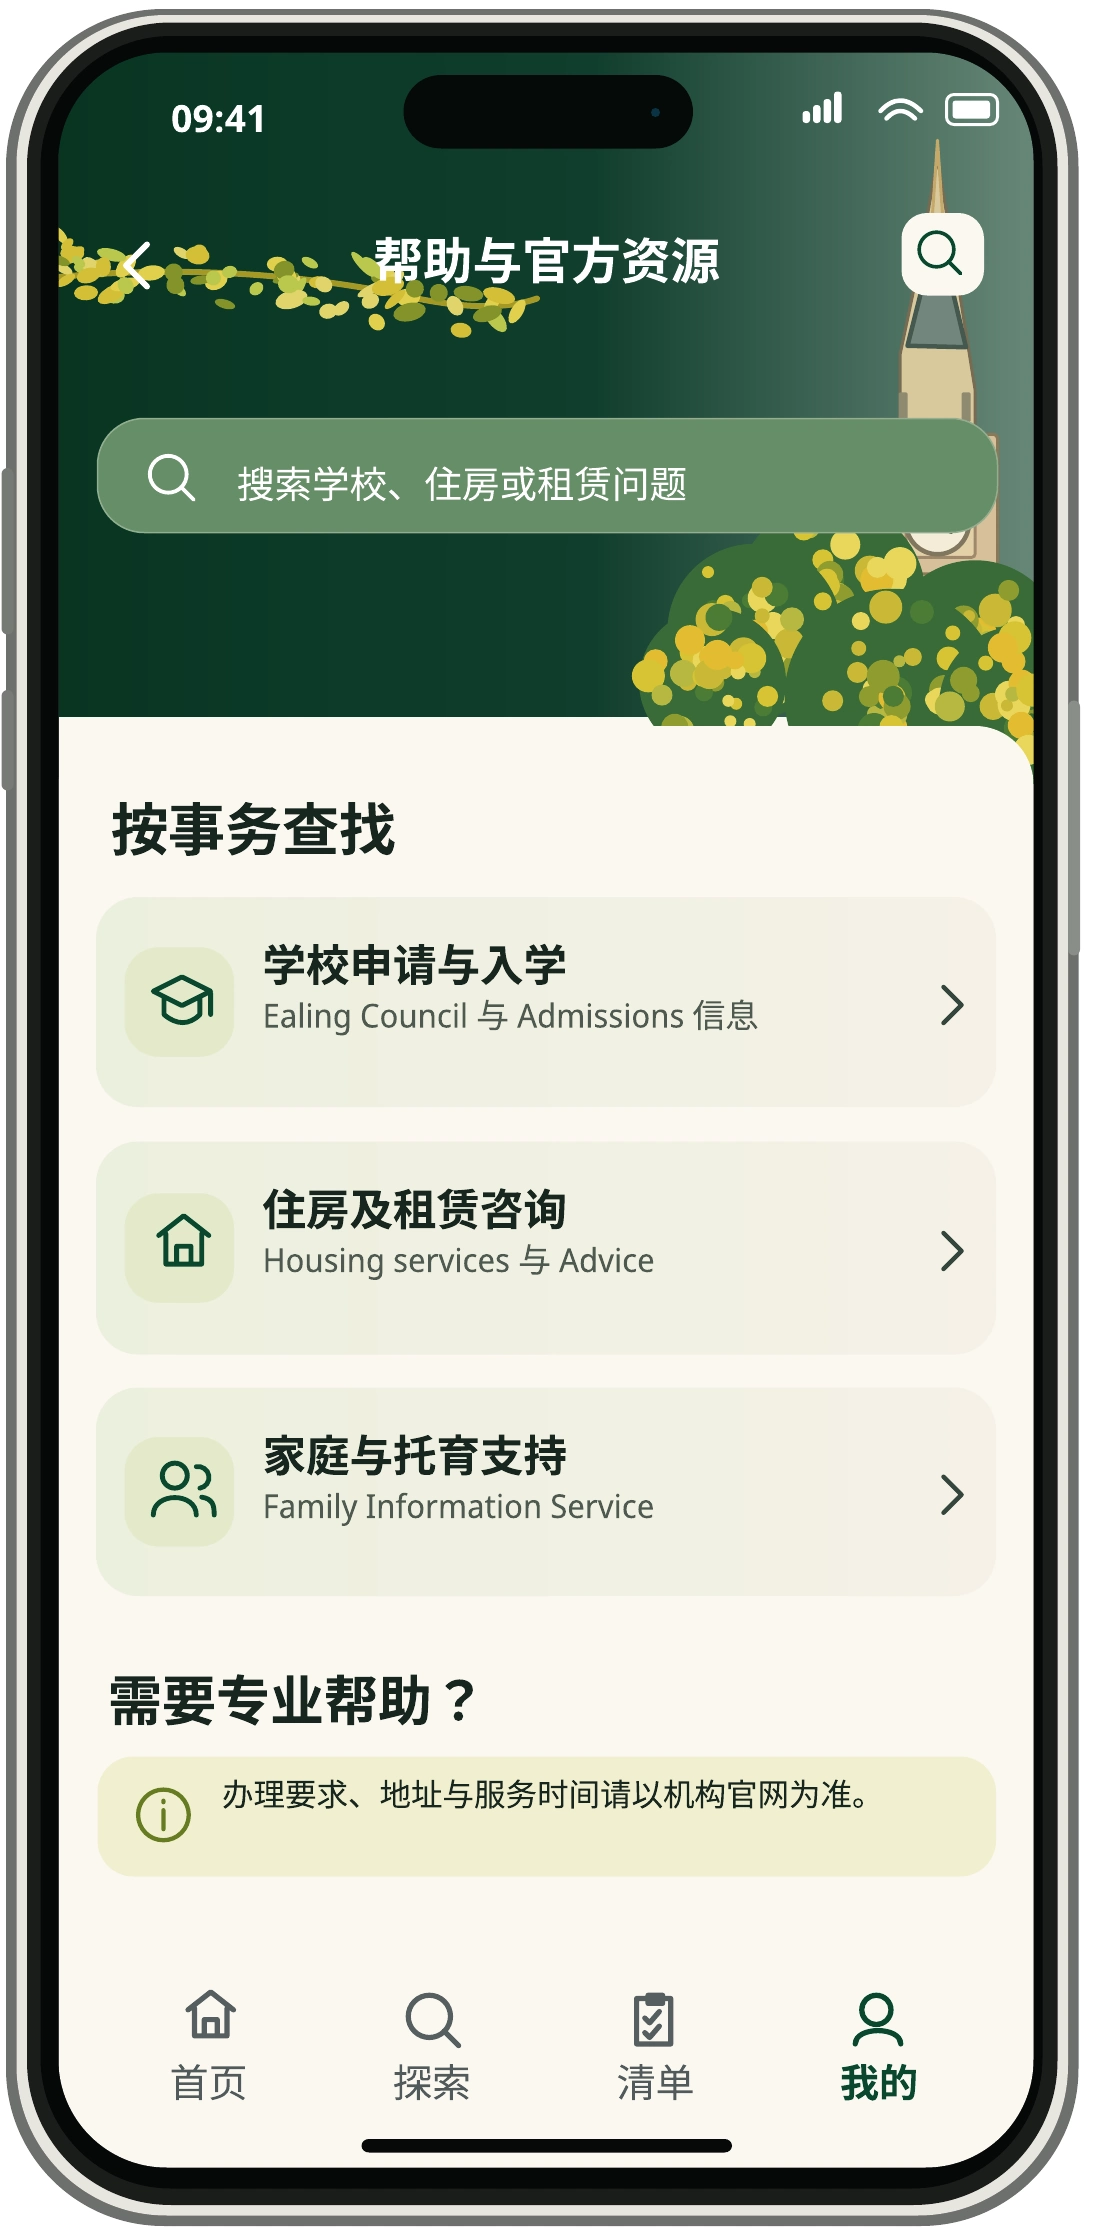 09:41
帮助与官方资源
搜索学校、住房或租赁问题
按事务查找
学校申请与入学
Ealing Council 与 Admissions 信息
住房及租赁咨询
Housing services 与 Advice
家庭与托育支持
Family Information Service
需要专业帮助？
办理要求、地址与服务时间请以机构官网为准。
首页 探索 清单 我的